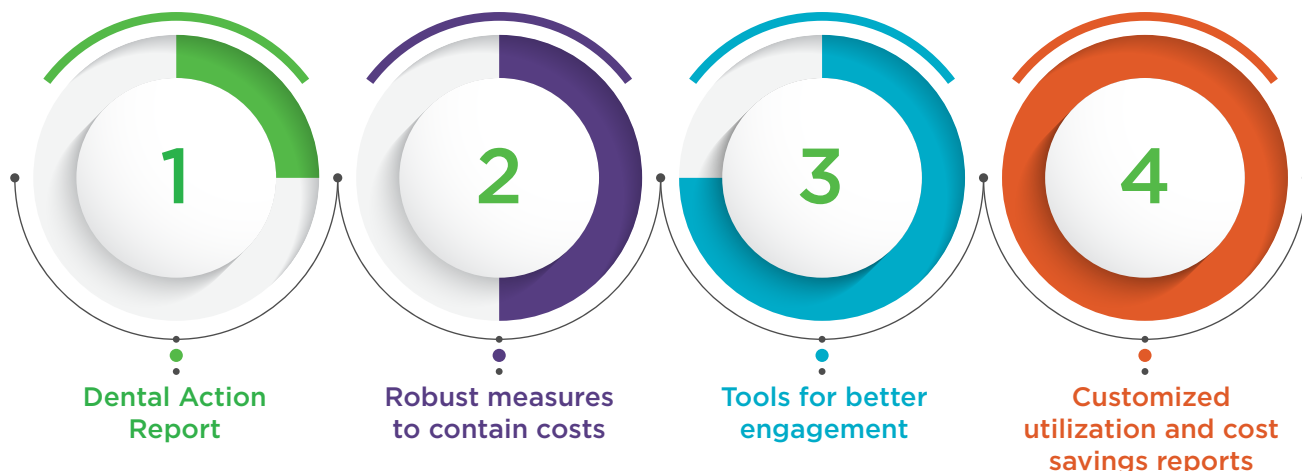 1
2
3
4
Dental Action
Report
Robust measures
to contain costs
Tools for better
engagement
Customized
utilization and cost
savings reports